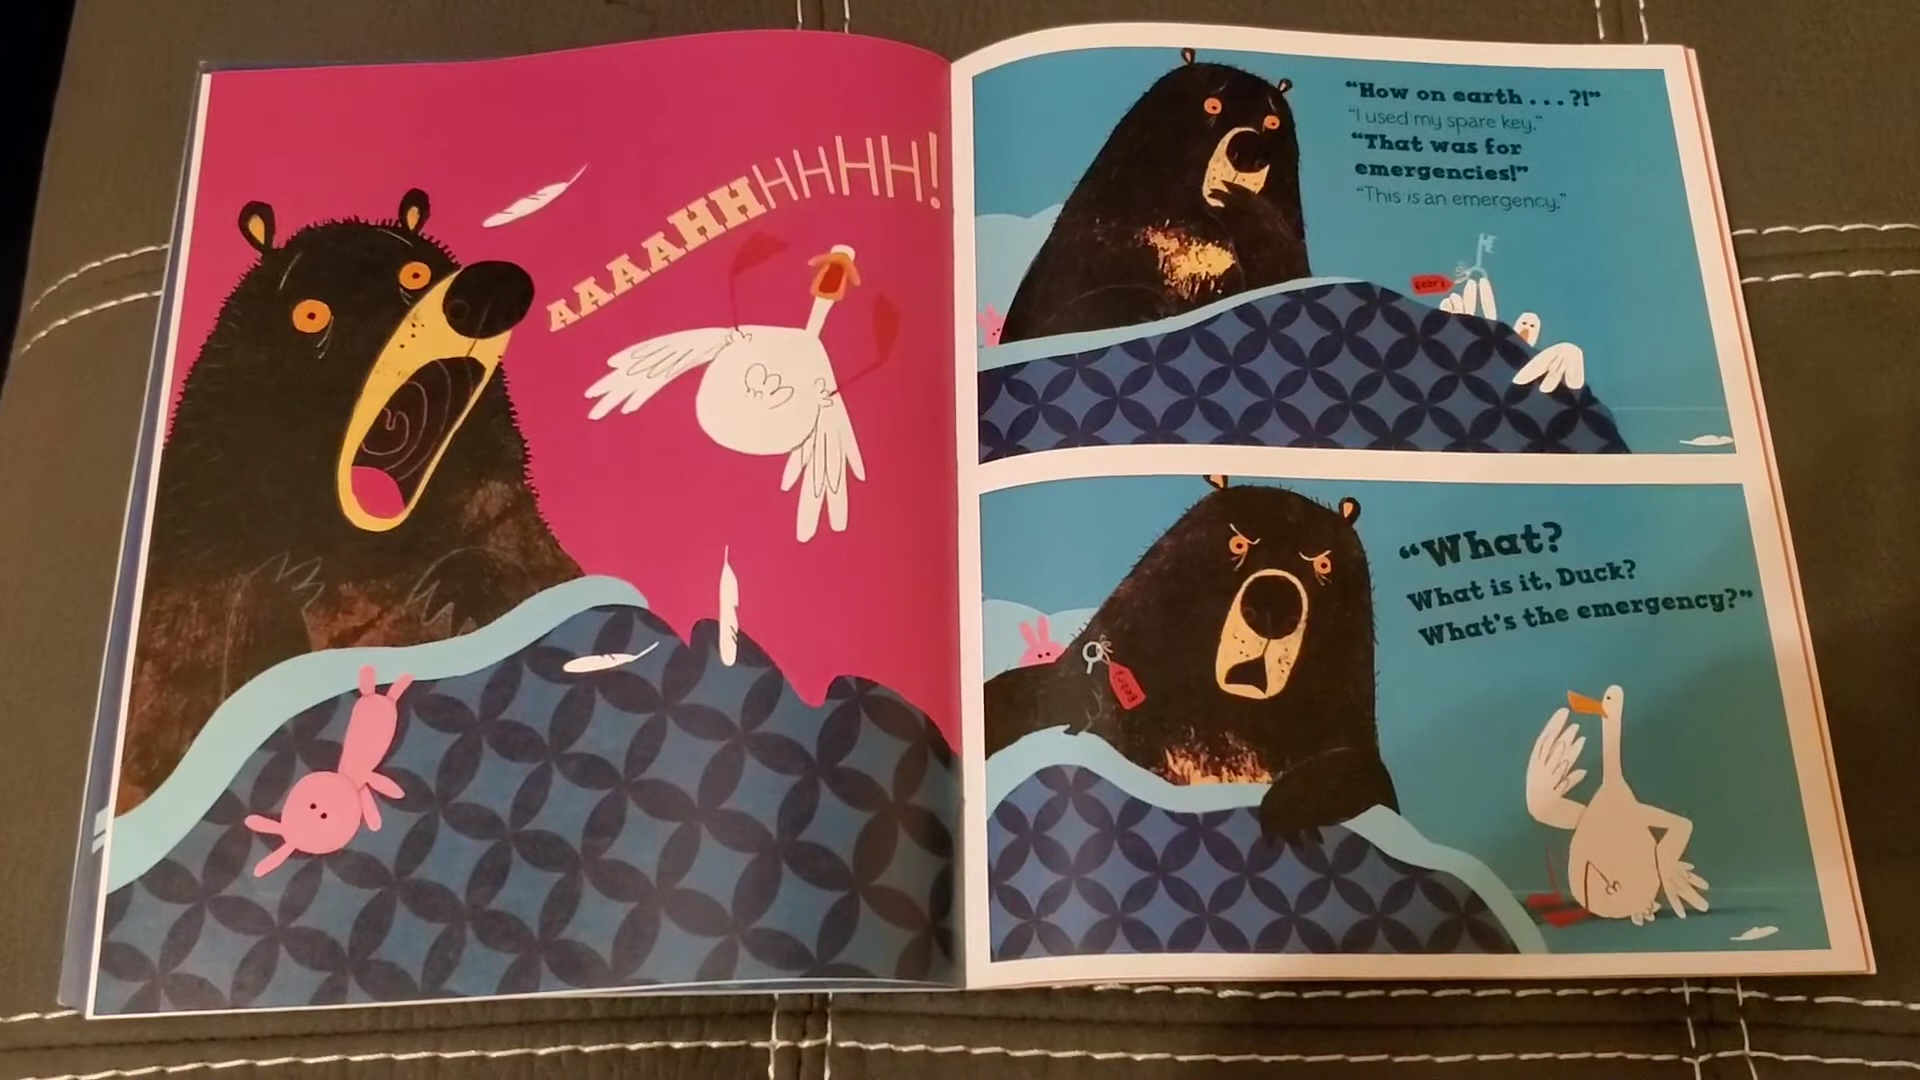 AAAAAHHHHHHH!
“How on earth . . . ?!”
“I used my spare key.”
“That was for
emergencies!”
“This is an emergency.”
“What?
What is it, Duck?
What’s the emergency?”